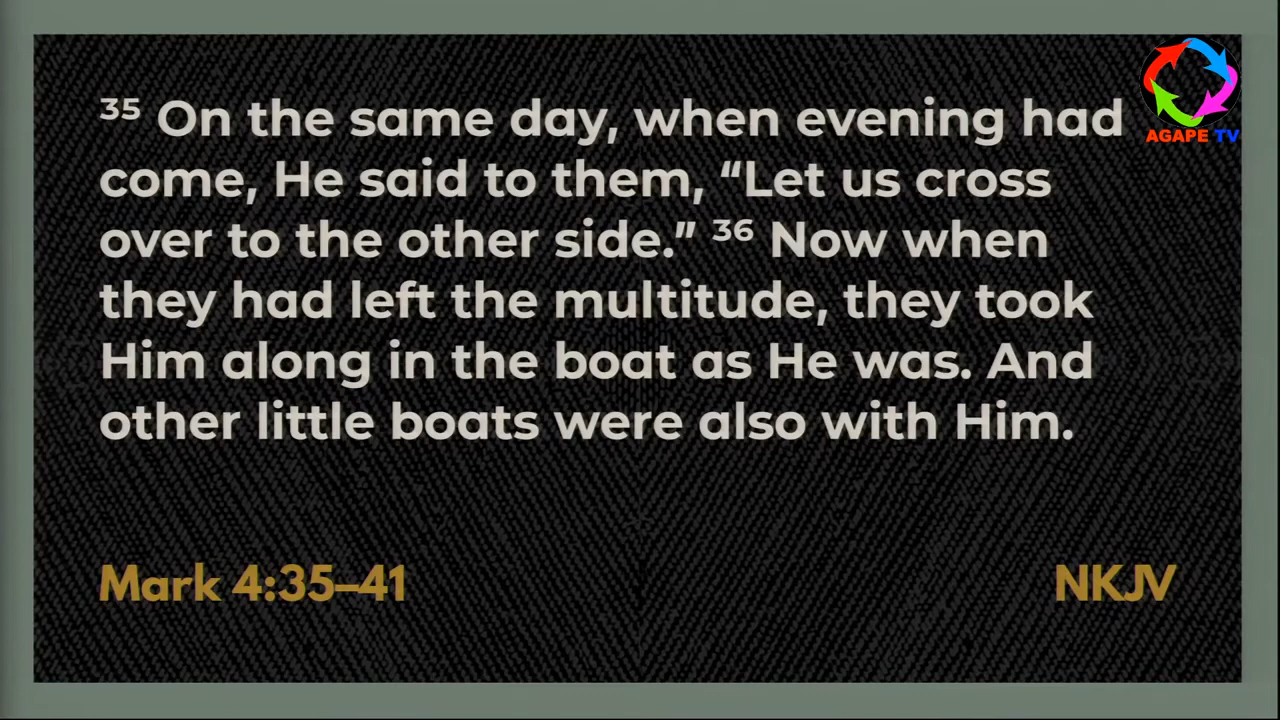 ³⁵ On the same day, when evening had
come, He said to them, “Let us cross
over to the other side.” ³⁶ Now when
they had left the multitude, they took
Him along in the boat as He was. And
other little boats were also with Him.
Mark 4:35–41
NKJV
AGAPE TV